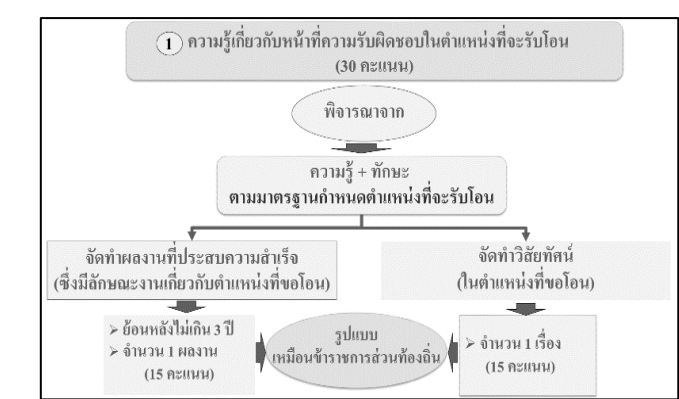 1 ความรู้เกี่ยวกับหน้าที่ความรับผิดชอบในตำแหน่งที่จะรับโอน
(30 คะแนน)
พิจารณาจาก
ความรู้ + ทักษะ
ตามมาตรฐานกำหนดตำแหน่งที่จะรับโอน
จัดทำผลงานที่ประสบความสำเร็จ
(ซึ่งมีลักษณะงานเกี่ยวกับตำแหน่งที่ขอโอน)
จัดทำวิสัยทัศน์
(ในตำแหน่งที่ขอโอน)
➢ ย้อนหลังไม่เกิน 3 ปี
➢ จำนวน 1 ผลงาน
(15 คะแนน)
รูปแบบ
เหมือนข้าราชการส่วนท้องถิ่น
➢ จำนวน 1 เรื่อง
(15 คะแนน)